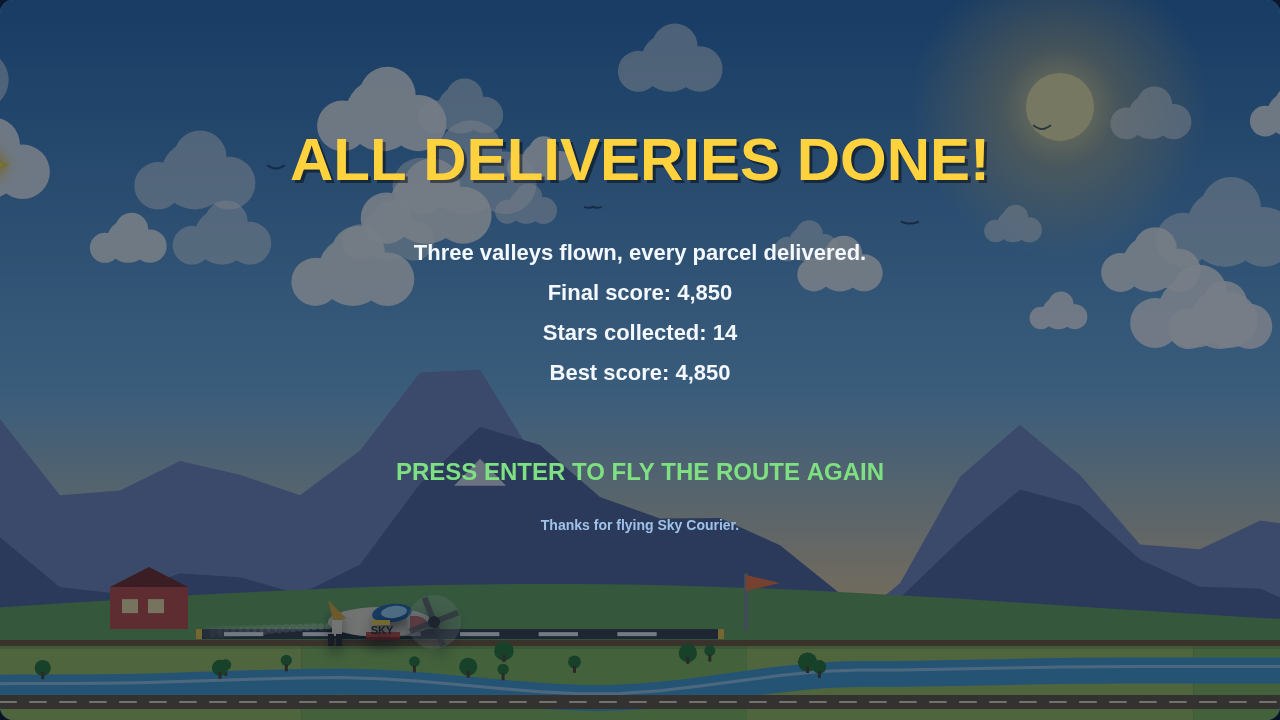 ALL DELIVERIES DONE!
Three valleys flown, every parcel delivered.
Final score: 4,850
Stars collected: 14
Best score: 4,850
PRESS ENTER TO FLY THE ROUTE AGAIN
Thanks for flying Sky Courier.
SKY